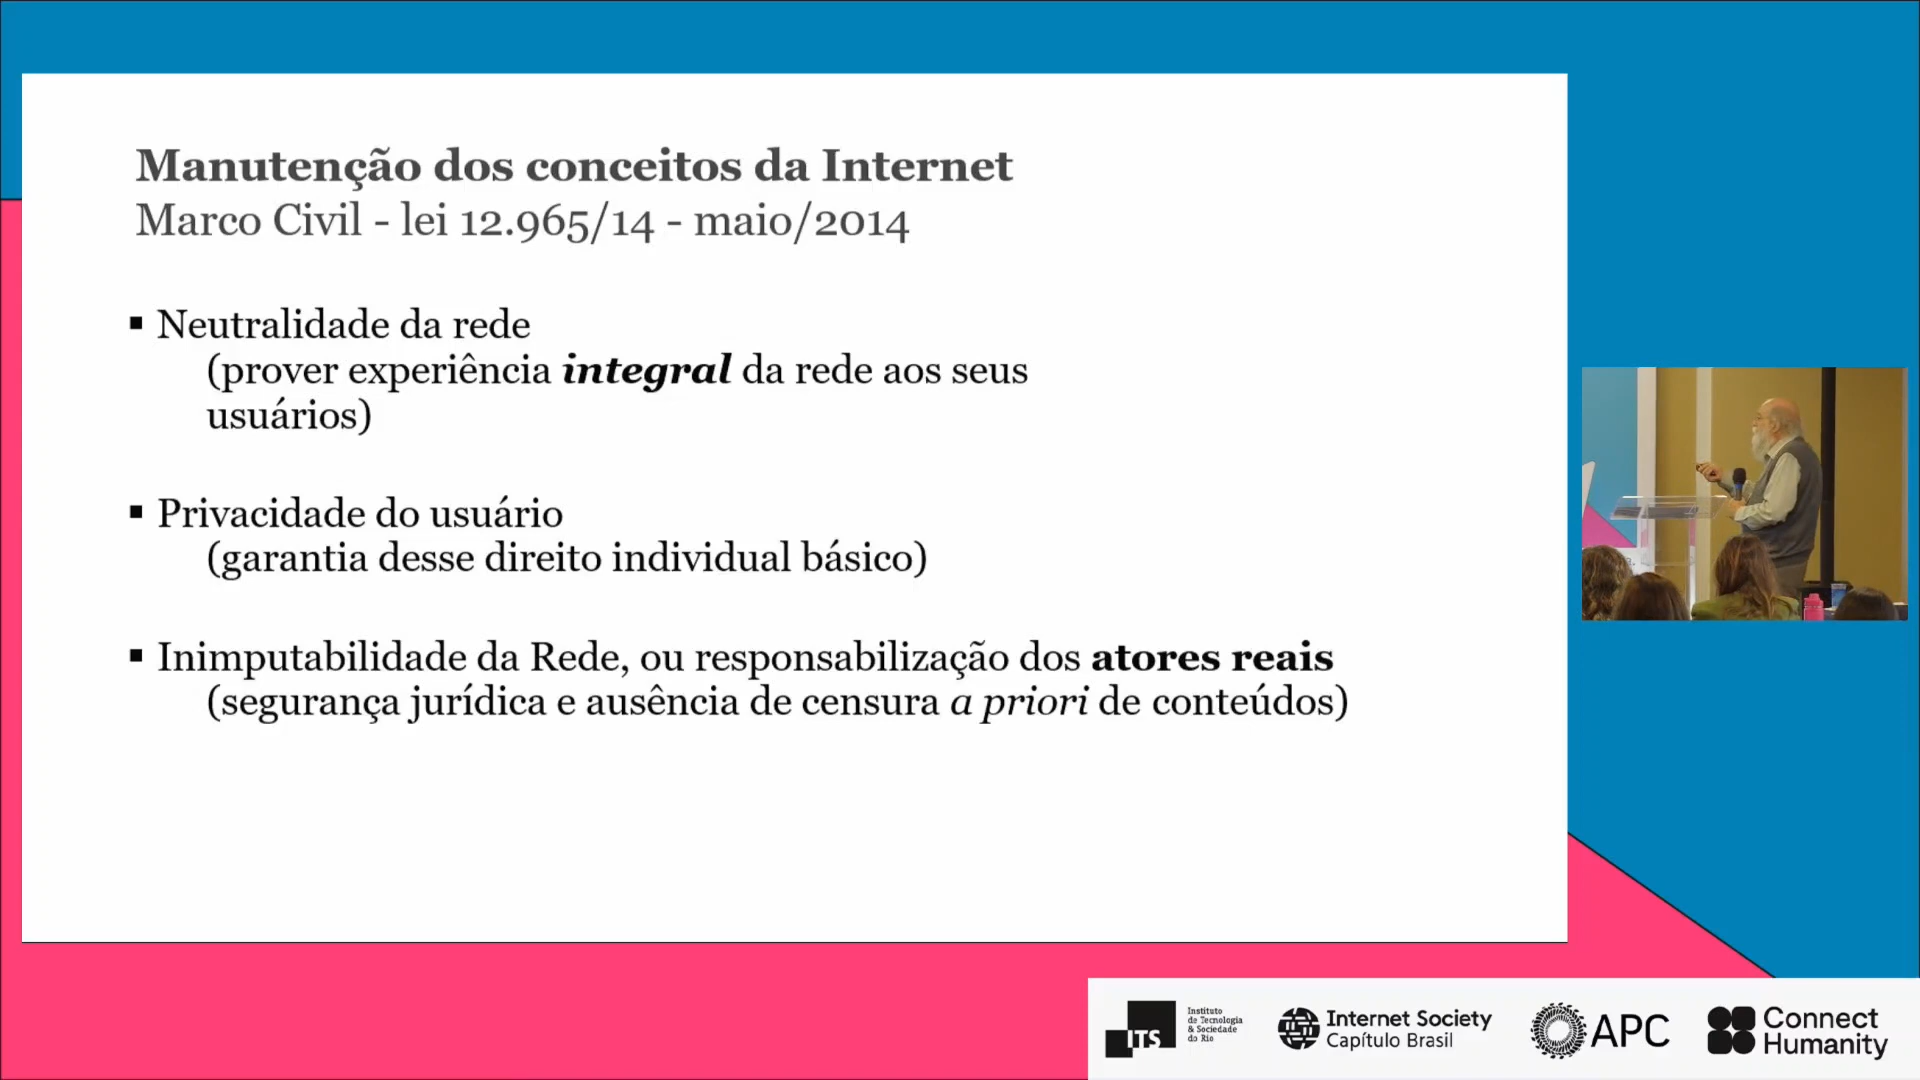 Manutenção dos conceitos da Internet
Marco Civil - lei 12.965/14 - maio/2014
▪ Neutralidade da rede
(prover experiência integral da rede aos seus
usuários)
▪ Privacidade do usuário
(garantia desse direito individual básico)
▪ Inimputabilidade da Rede, ou responsabilização dos atores reais
(segurança jurídica e ausência de censura a priori de conteúdos)
ITS
Instituto
de Tecnologia
& Sociedade
do Rio
Internet Society
Capítulo Brasil
APC
Connect
Humanity